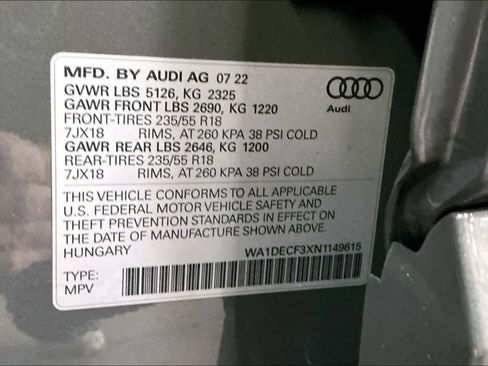 MFD. BY AUDI AG 07 22
GVWR LBS 5126, KG 2325
GAWR FRONT LBS 2690, KG 1220
FRONT-TIRES 235/55 R18
7JX18 RIMS, AT 260 KPA 38 PSI COLD
GAWR REAR LBS 2646, KG 1200
REAR-TIRES 235/55 R18
7JX18 RIMS, AT 260 KPA 38 PSI COLD
Audi
THIS VEHICLE CONFORMS TO ALL APPLICABLE
U.S. FEDERAL MOTOR VEHICLE SAFETY AND
THEFT PREVENTION STANDARDS IN EFFECT ON
THE DATE OF MANUFACTURE SHOWN ABOVE.
HUNGARY WA1DECF3XN1149615
TYPE:
MPV